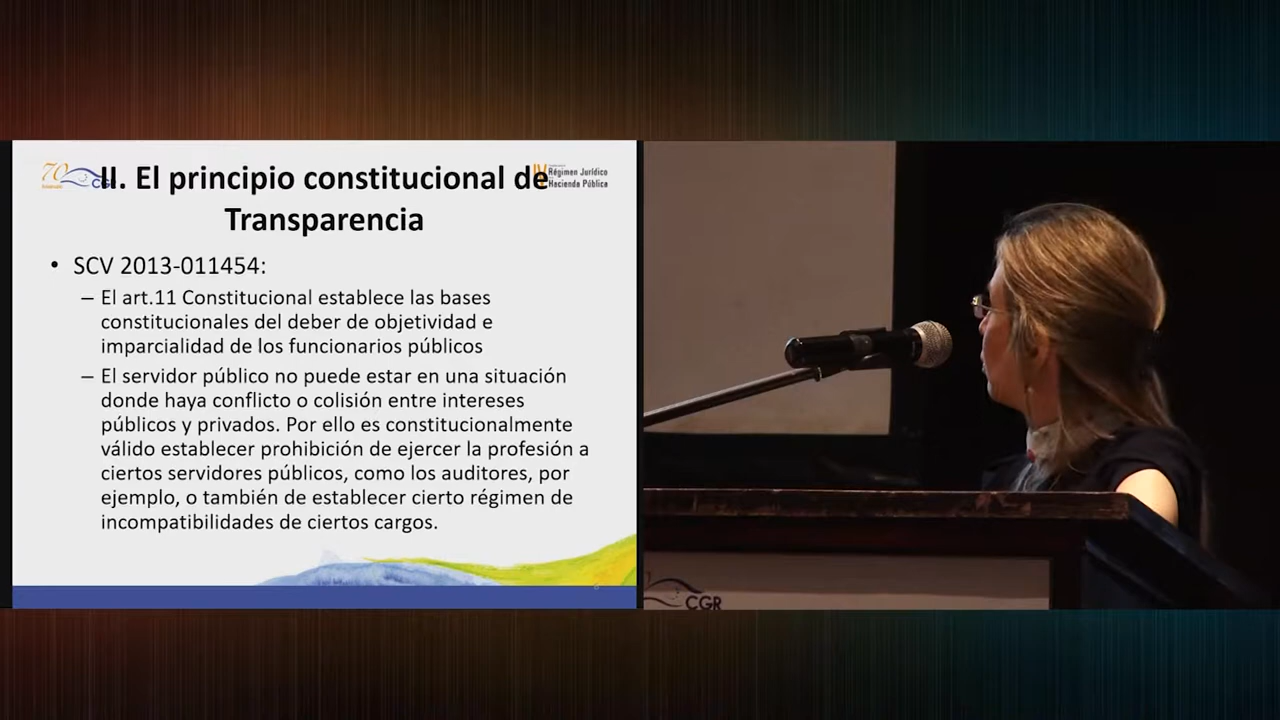 70
CGR
IV
Régimen Jurídico
Hacienda Pública
II. El principio constitucional de
Transparencia
• SCV 2013-011454:
– El art.11 Constitucional establece las bases
constitucionales del deber de objetividad e
imparcialidad de los funcionarios públicos
– El servidor público no puede estar en una situación
donde haya conflicto o colisión entre intereses
públicos y privados. Por ello es constitucionalmente
válido establecer prohibición de ejercer la profesión a
ciertos servidores públicos, como los auditores, por
ejemplo, o también de establecer cierto régimen de
incompatibilidades de ciertos cargos.
CGR